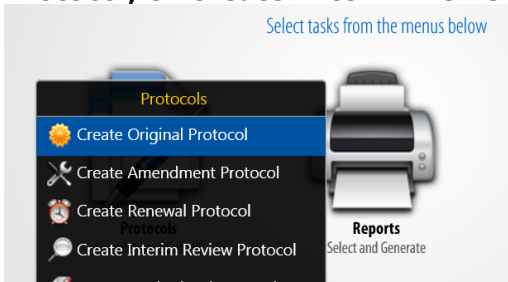 Select tasks from the menus below
Protocols
Create Original Protocol
Create Amendment Protocol
Create Renewal Protocol
Protocols
Reports
Create Interim Review Protocol
Select and Generate